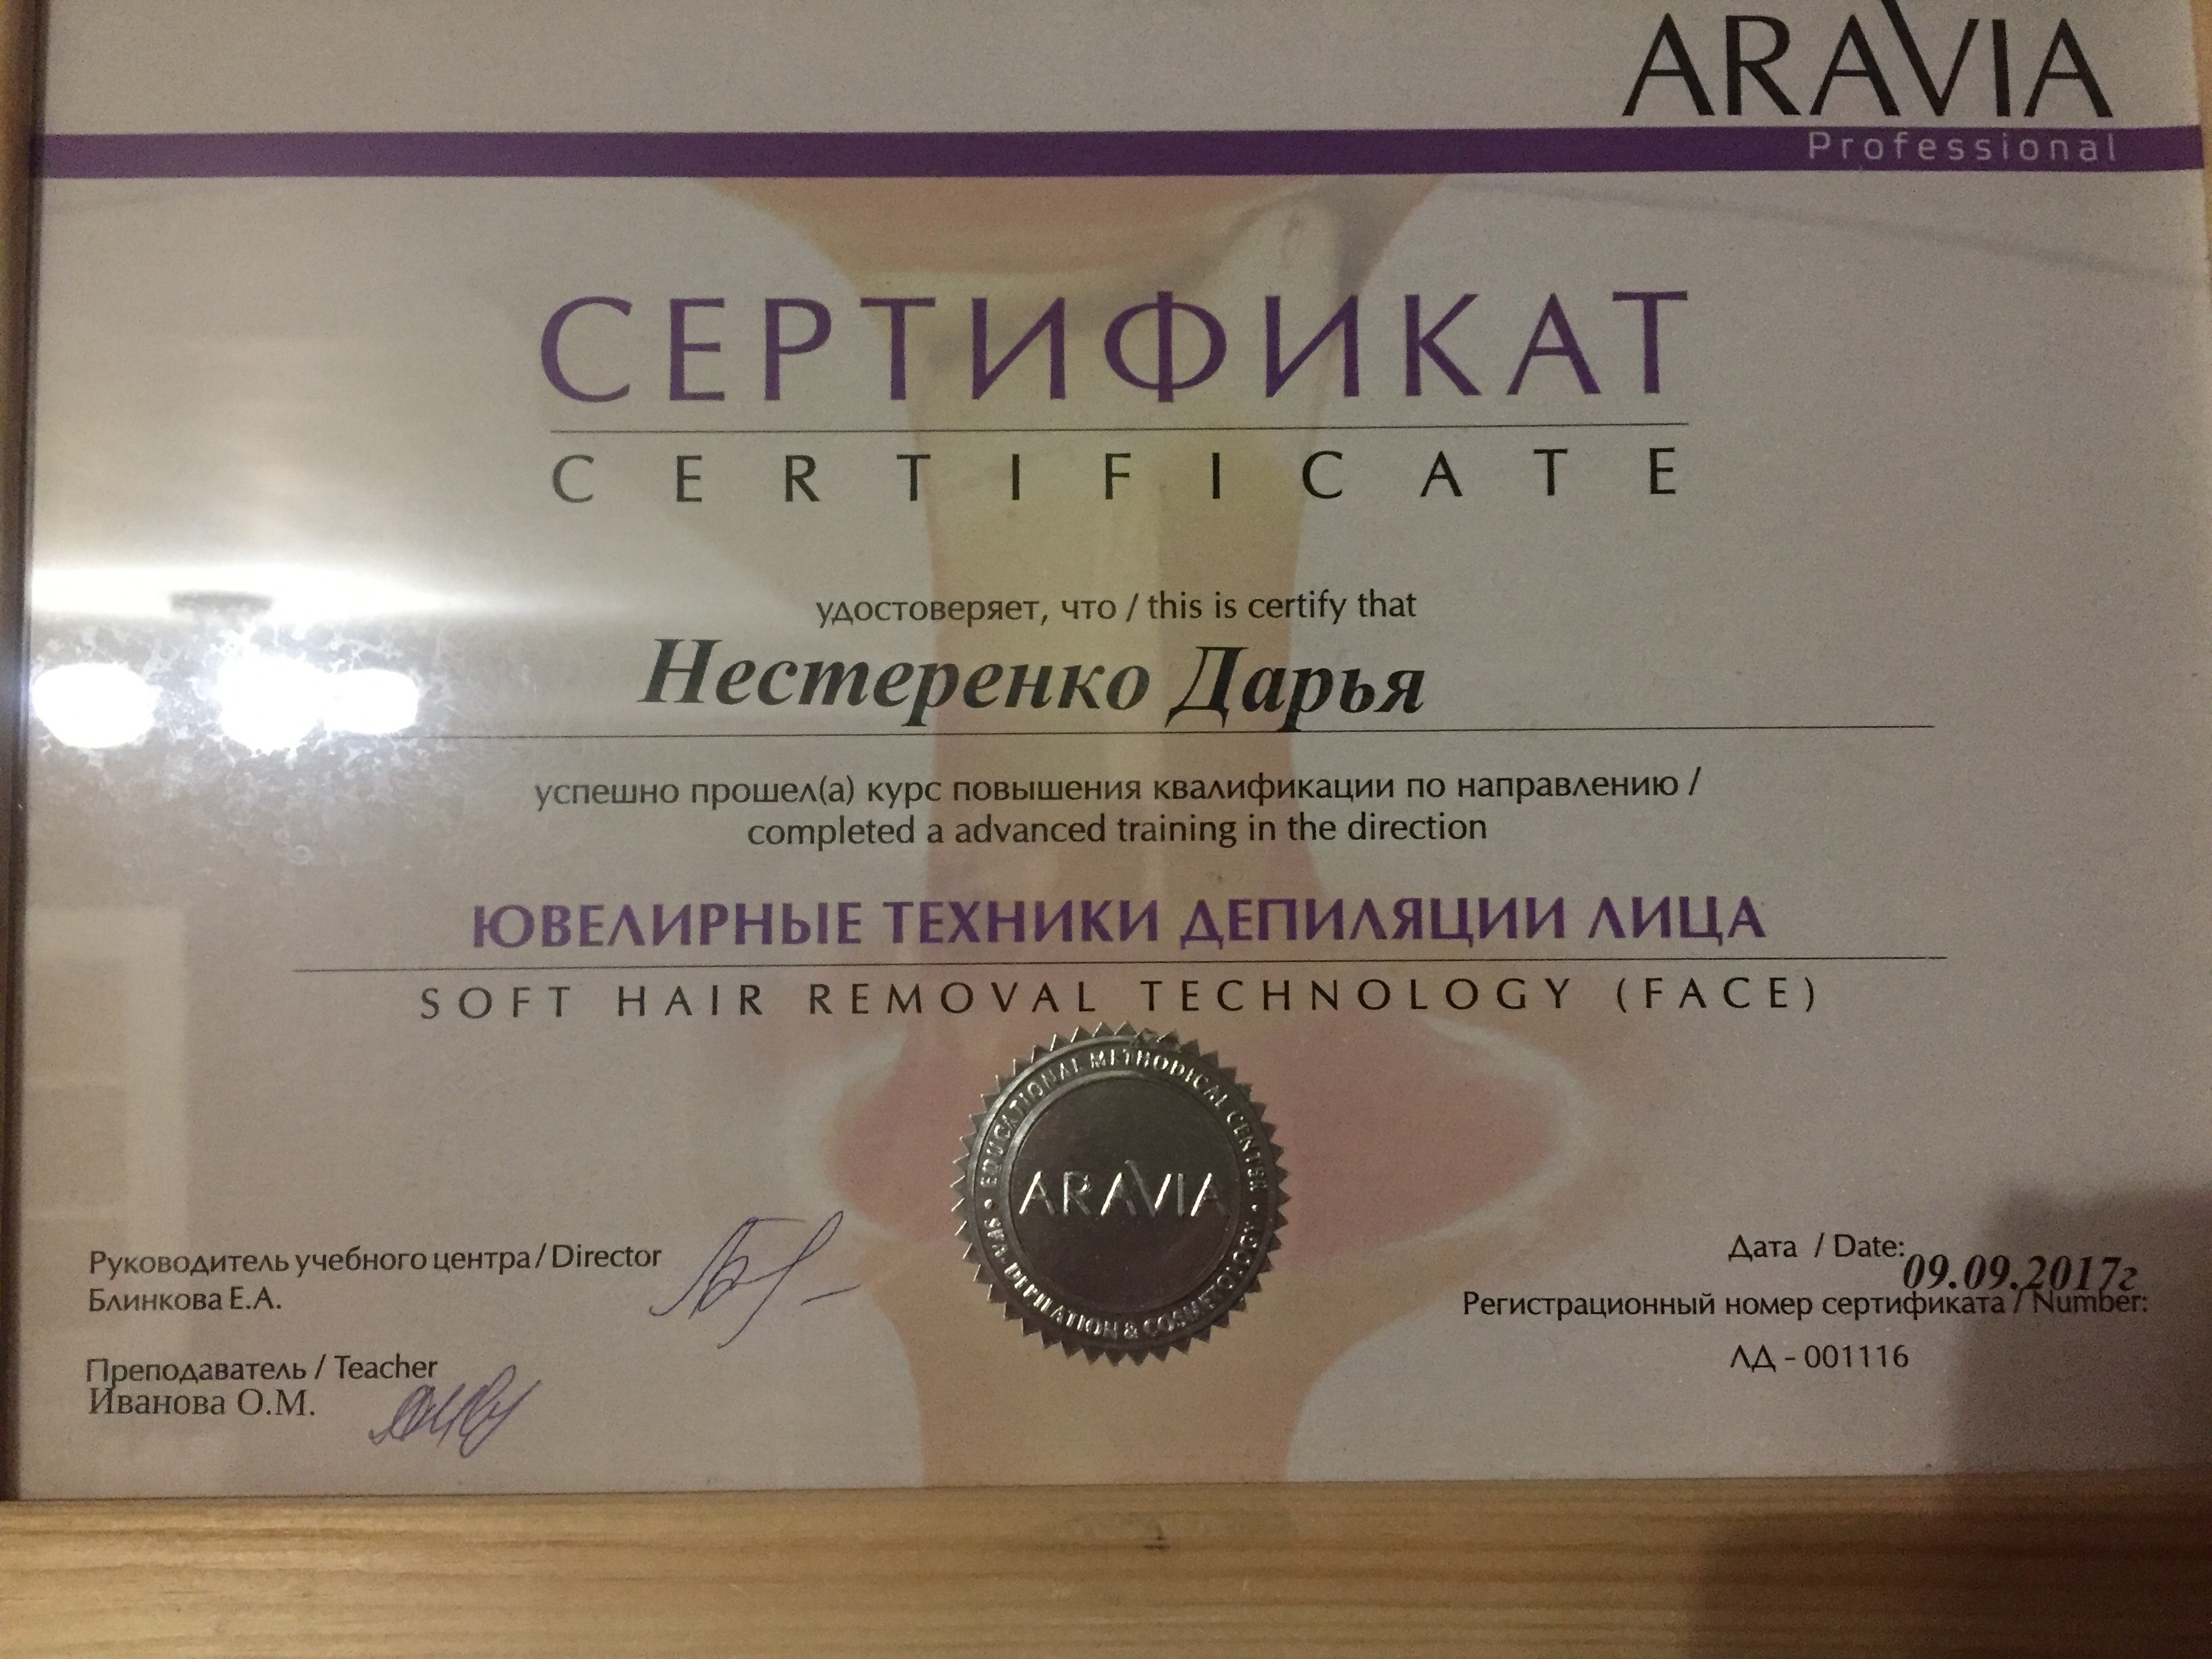 ARAVIA
Professional
СЕРТИФИКАТ
CERTIFICATE
удостоверяет, что / this is certify that
Нестеренко Дарья
успешно прошел(а) курс повышения квалификации по направлению /
completed a advanced training in the direction
ЮВЕЛИРНЫЕ ТЕХНИКИ ДЕПИЛЯЦИИ ЛИЦА
SOFT HAIR REMOVAL TECHNOLOGY (FACE)
EDUCATIONAL METHODICAL CENTER
ARAVIA
SPA, DEPILATION & COSMETOLOGY
Руководитель учебного центра / Director
Блинкова Е.А.
Преподаватель / Teacher
Иванова О.М.
Дата / Date:
09.09.2017г
Регистрационный номер сертификата / Number:
ЛД - 001116